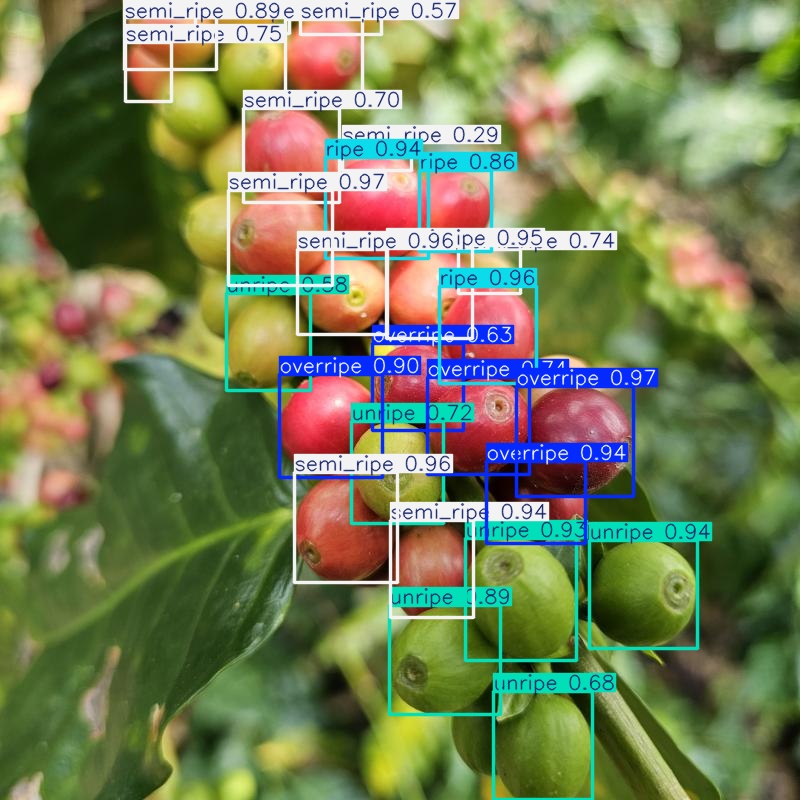 semi_ripe 0.89
semi_ripe 0.57
semi_ripe 0.75
semi_ripe 0.70
semi_ripe 0.29
ripe 0.94
ripe 0.86
semi_ripe 0.97
semi_ripe 0.96
0.95
0.74
unripe 0.58
ripe 0.96
overripe 0.63
overripe 0.90
overripe 0.74
overripe 0.97
unripe 0.72
overripe 0.94
semi_ripe 0.96
semi_ripe 0.94
unripe 0.93
unripe 0.94
unripe 0.89
unripe 0.68